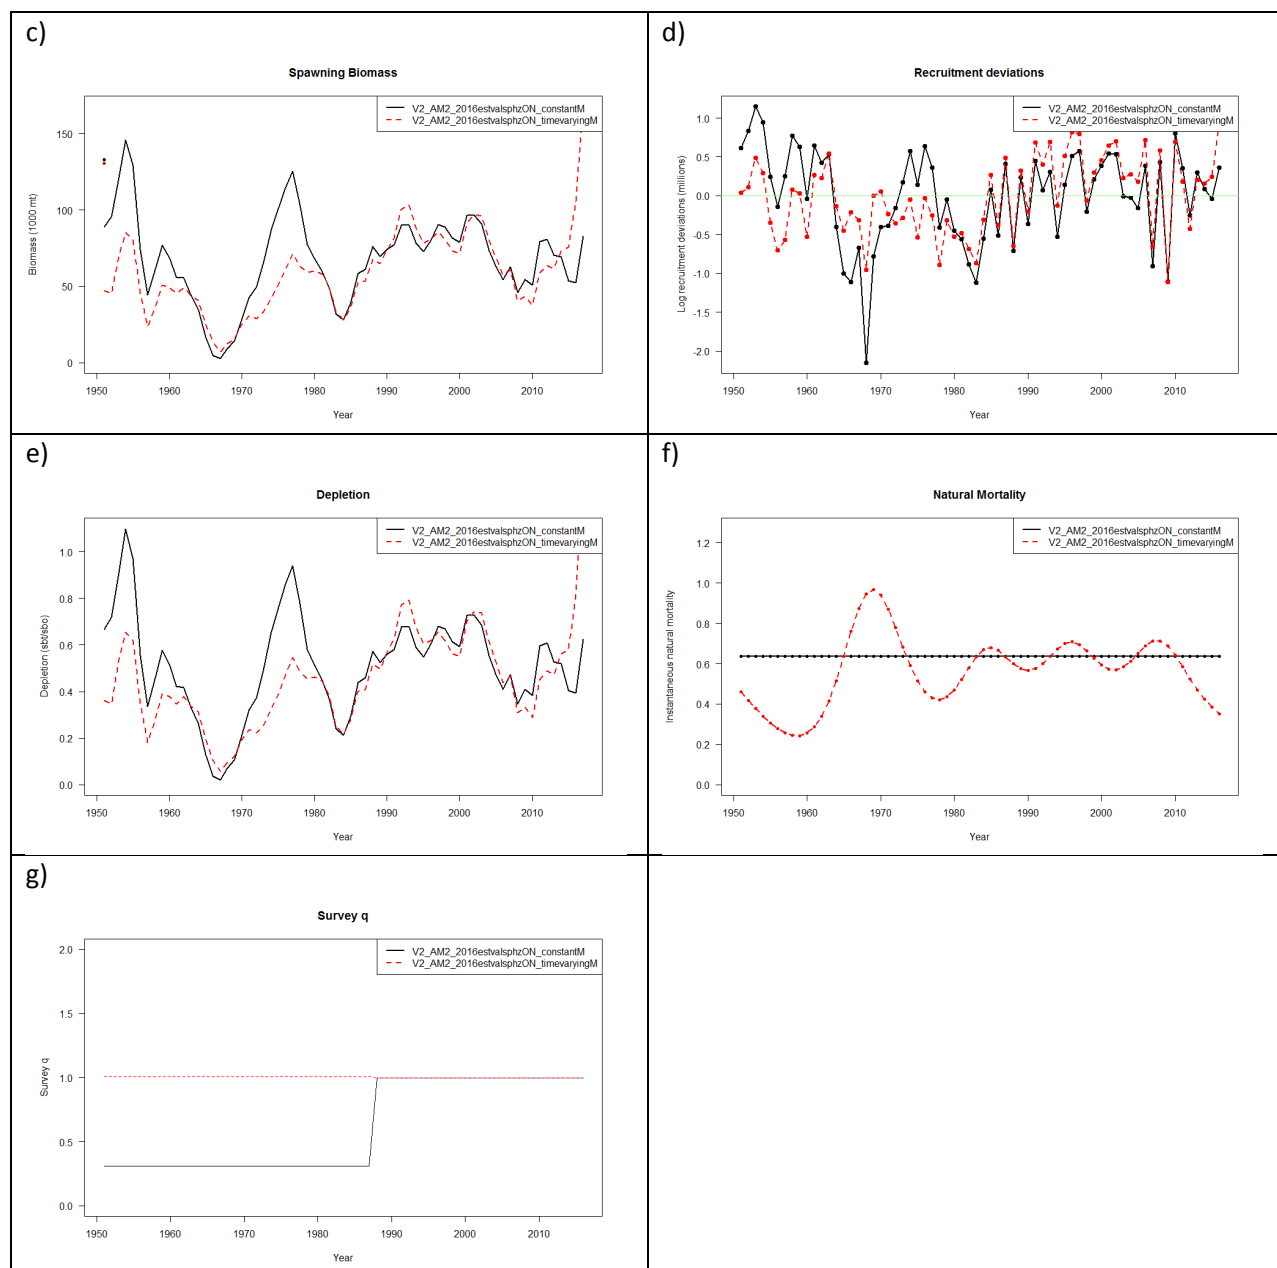 c)
Spawning Biomass
V2_AM2_2016estvalsphzON_constantM
V2_AM2_2016estvalsphzON_timevaryingM
Biomass (1000 mt)
150
100
50
0
1950 1960 1970 1980 1990 2000 2010
Year
d)
Recruitment deviations
V2_AM2_2016estvalsphzON_constantM
V2_AM2_2016estvalsphzON_timevaryingM
Log recruitment deviations (millions)
1.0
0.5
0.0
-0.5
-1.0
-1.5
-2.0
1950 1960 1970 1980 1990 2000 2010
Year
e)
Depletion
V2_AM2_2016estvalsphzON_constantM
V2_AM2_2016estvalsphzON_timevaryingM
Depletion (sbt/sbo)
1.0
0.8
0.6
0.4
0.2
0.0
1950 1960 1970 1980 1990 2000 2010
Year
f)
Natural Mortality
V2_AM2_2016estvalsphzON_constantM
V2_AM2_2016estvalsphzON_timevaryingM
Instantaneous natural mortality
1.2
1.0
0.8
0.6
0.4
0.2
0.0
1950 1960 1970 1980 1990 2000 2010
Year
g)
Survey q
V2_AM2_2016estvalsphzON_constantM
V2_AM2_2016estvalsphzON_timevaryingM
Survey q
2.0
1.5
1.0
0.5
0.0
1950 1960 1970 1980 1990 2000 2010
Year